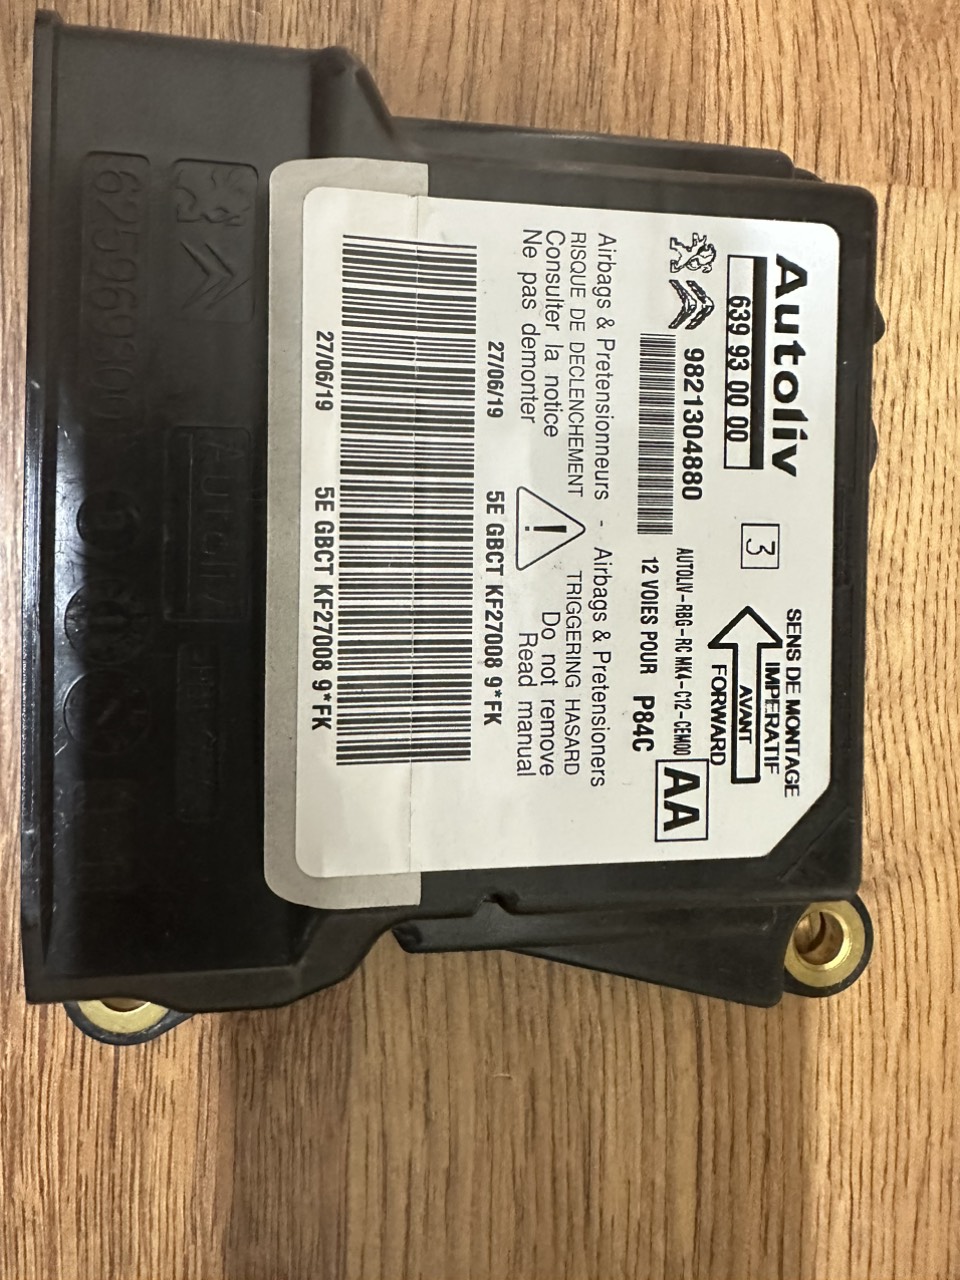 Autoliv
639 93 00 00
3
SENS DE MONTAGE
IMPERATIF
AVANT
FORWARD
9821304880
AUTOLIV-RBG-RC MK4-C12-CEM00
12 VOIES POUR P84C
AA
Airbags & Pretensionneurs - Airbags & Pretensioners
RISQUE DE DECLENCHEMENT
Consulter la notice
Ne pas demonter
!
TRIGGERING HASARD
Do not remove
Read manual
27/06/19 5E GBCT KF27008 9*FK
27/06/19 5E GBCT KF27008 9*FK